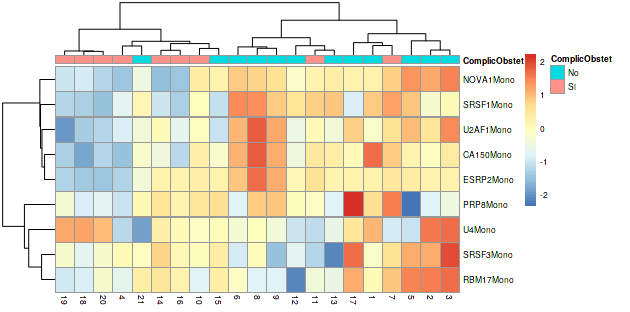 ComplicObstet
NOVA1Mono
SRSF1Mono
U2AF1Mono
CA150Mono
ESRP2Mono
PRP8Mono
U4Mono
SRSF3Mono
RBM17Mono
19 18 20 4 21 14 16 10 15 6 8 9 12 11 13 17 1 7 5 2 3
2
1
0
-1
-2
ComplicObstet
No
SI